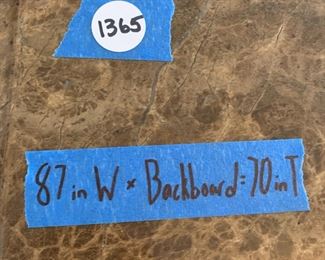 1365
87 in W x Backboard = 70 in T